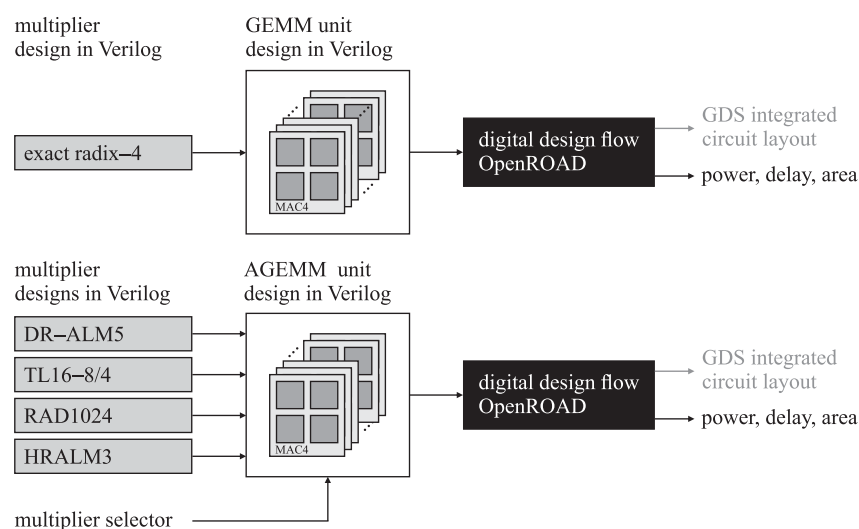 multiplier
design in Verilog
GEMM unit
design in Verilog
exact radix–4
MAC4
digital design flow
OpenROAD
GDS integrated
circuit layout
power, delay, area
multiplier
designs in Verilog
AGEMM unit
design in Verilog
DR–ALM5
TL16–8/4
RAD1024
HRALM3
MAC4
digital design flow
OpenROAD
GDS integrated
circuit layout
power, delay, area
multiplier selector